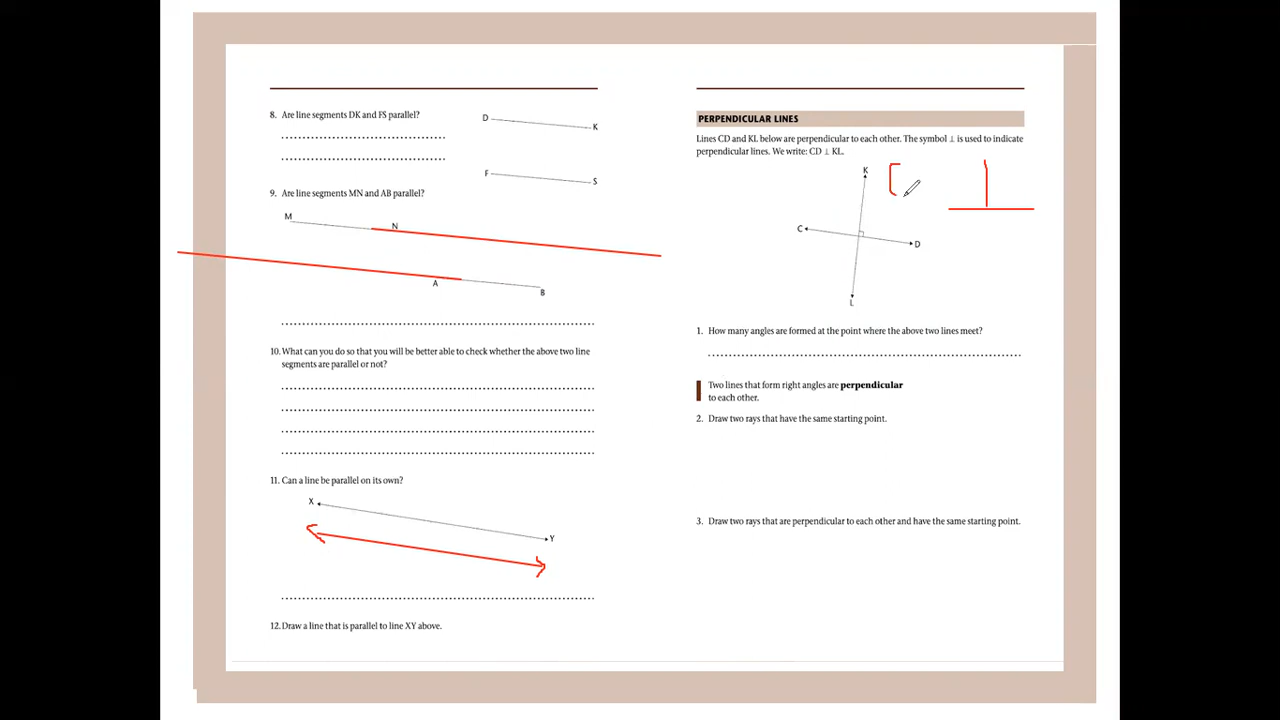 8. Are line segments DK and FS parallel?
D
K
F
S
9. Are line segments MN and AB parallel?
M
N
A
B
10. What can you do so that you will be better able to check whether the above two line
segments are parallel or not?
11. Can a line be parallel on its own?
X
Y
12. Draw a line that is parallel to line XY above.
PERPENDICULAR LINES
Lines CD and KL below are perpendicular to each other. The symbol ⊥ is used to indicate
perpendicular lines. We write: CD ⊥ KL.
K
C
D
L
1. How many angles are formed at the point where the above two lines meet?
Two lines that form right angles are perpendicular
to each other.
2. Draw two rays that have the same starting point.
3. Draw two rays that are perpendicular to each other and have the same starting point.